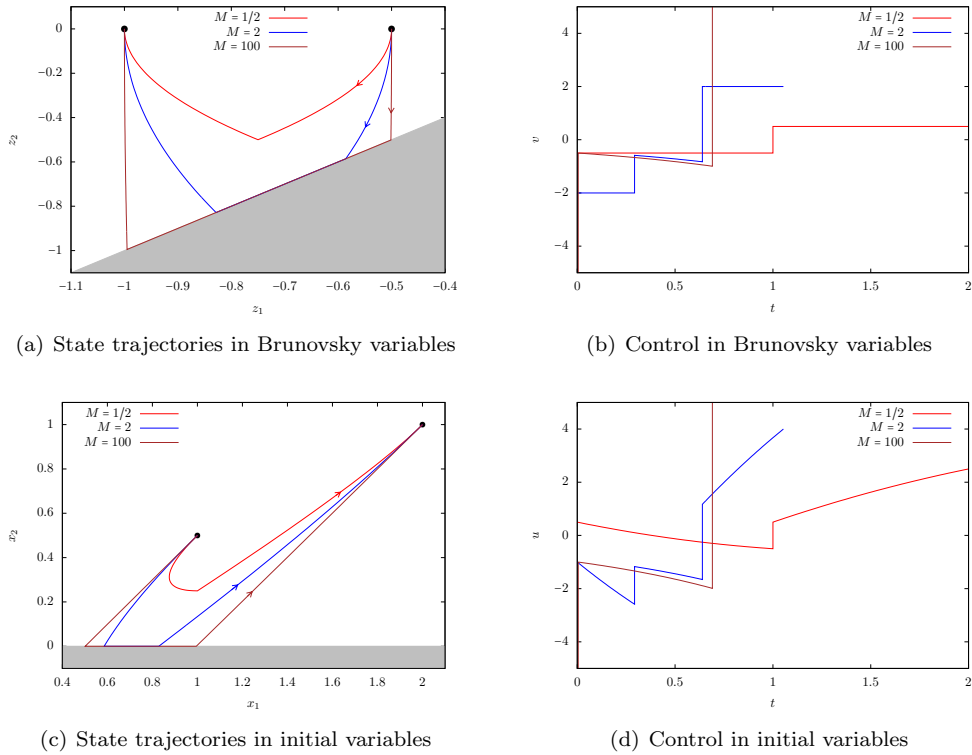 M = 1/2
M = 2
M = 100
0
−0.2
−0.4
−0.6
−0.8
−1
z₂
−1.1
−1
−0.9
−0.8
−0.7
−0.6
−0.5
−0.4
z₁
(a) State trajectories in Brunovsky variables
M = 1/2
M = 2
M = 100
4
2
0
−2
−4
v
0
0.5
1
1.5
2
t
(b) Control in Brunovsky variables
M = 1/2
M = 2
M = 100
1
0.8
0.6
0.4
0.2
0
x₂
0.4
0.6
0.8
1
1.2
1.4
1.6
1.8
2
x₁
(c) State trajectories in initial variables
M = 1/2
M = 2
M = 100
4
2
0
−2
−4
u
0
0.5
1
1.5
2
t
(d) Control in initial variables